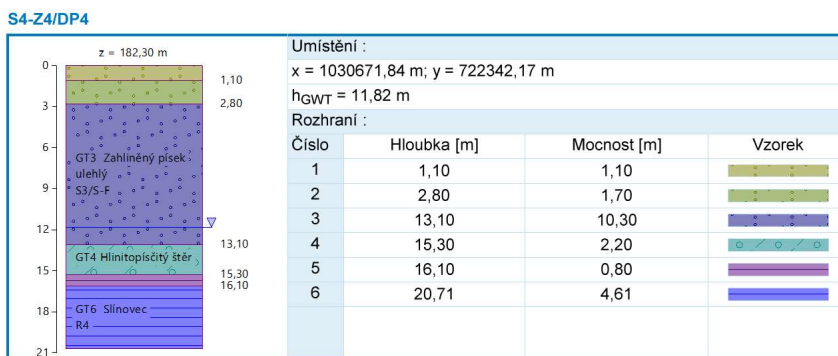 S4-Z4/DP4
z = 182,30 m
0
3
6
9
12
15
18
21
1,10
2,80
13,10
15,30
16,10
GT3 Zahliněný písek
ulehlý
S3/S-F
GT4 Hlinitopísčitý štěr
GT6 Slínovec
R4
Umístění :
x = 1030671,84 m; y = 722342,17 m
hGWT = 11,82 m
Rozhraní :
Číslo Hloubka [m] Mocnost [m] Vzorek
1 1,10 1,10
2 2,80 1,70
3 13,10 10,30
4 15,30 2,20
5 16,10 0,80
6 20,71 4,61